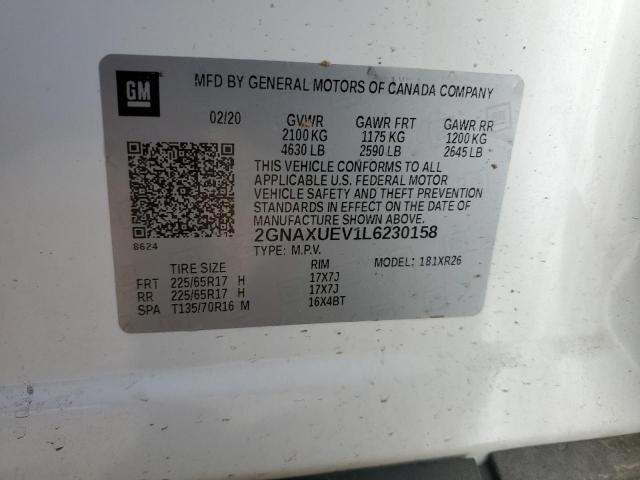 GM
MFD BY GENERAL MOTORS OF CANADA COMPANY
02/20 GVWR GAWR FRT GAWR RR
2100 KG 1175 KG 1200 KG
4630 LB 2590 LB 2645 LB
THIS VEHICLE CONFORMS TO ALL
APPLICABLE U.S. FEDERAL MOTOR
VEHICLE SAFETY AND THEFT PREVENTION
STANDARDS IN EFFECT ON THE DATE OF
MANUFACTURE SHOWN ABOVE.
8624 2GNAXUEV1L6230158
TYPE: M.P.V. MODEL: 181XR26
TIRE SIZE RIM
FRT 225/65R17 H 17X7J
RR 225/65R17 H 17X7J
SPA T135/70R16 M 16X4BT